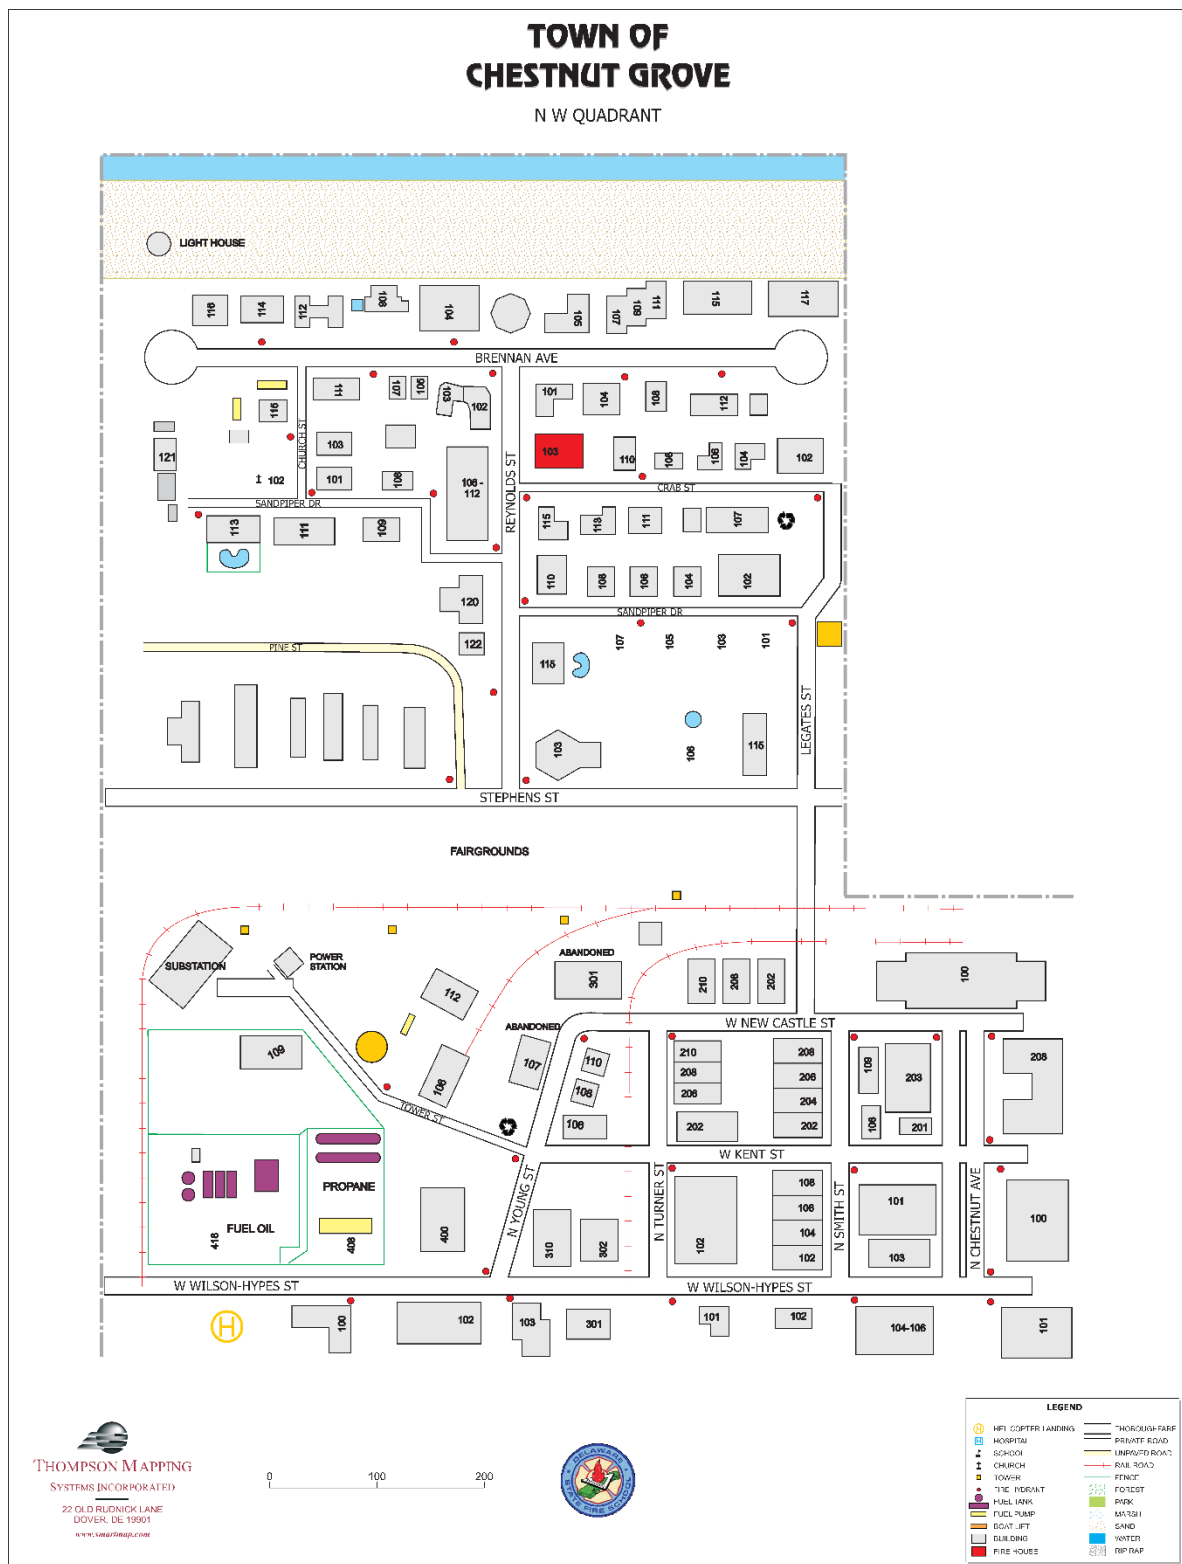 TOWN OF
CHESTNUT GROVE
N W QUADRANT
LIGHT HOUSE
116
114
112
106
104
105
107
109
111
115
117
BRENNAN AVE
111
107
105
103
102
101
104
108
112
116
CHURCH ST
103
REYNOLDS ST
103
110
106
106
104
102
121
102
101
108
106 -
112
CRAB ST
SANDPIPER DR
113
111
109
115
113
111
107
110
108
106
104
102
120
SANDPIPER DR
122
107
105
103
101
PINE ST
115
LEGATES ST
103
106
115
STEPHENS ST
FAIRGROUNDS
SUBSTATION
POWER
STATION
ABANDONED
301
210
206
202
100
112
ABANDONED
W NEW CASTLE ST
109
107
110
210
208
206
208
206
204
202
109
203
208
106
108
TOWER ST
106
202
108
201
W KENT ST
PROPANE
N YOUNG ST
N TURNER ST
N SMITH ST
N CHESTNUT AVE
108
106
104
102
101
100
FUEL OIL
418
408
400
310
302
102
103
W WILSON-HYPES ST
W WILSON-HYPES ST
H
100
102
103
301
101
102
104-106
101
THOMPSON MAPPING
SYSTEMS INCORPORATED
22 OLD RUDNICK LANE
DOVER, DE 19901
www.smartmap.com
0
100
200
DELAWARE
STATE FIRE SCHOOL
LEGEND
HELICOPTER LANDING
HOSPITAL
SCHOOL
CHURCH
TOWER
FIRE HYDRANT
FUEL TANK
FUEL PUMP
BOAT LIFT
BUILDING
FIRE HOUSE
THOROUGHFARE
PRIVATE ROAD
UNPAVED ROAD
RAILROAD
FENCE
FOREST
PARK
MARSH
SAND
WATER
RIP RAP